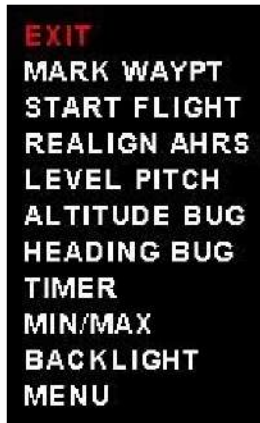 EXIT
MARK WAYPT
START FLIGHT
REALIGN AHRS
LEVEL PITCH
ALTITUDE BUG
HEADING BUG
TIMER
MIN/MAX
BACKLIGHT
MENU